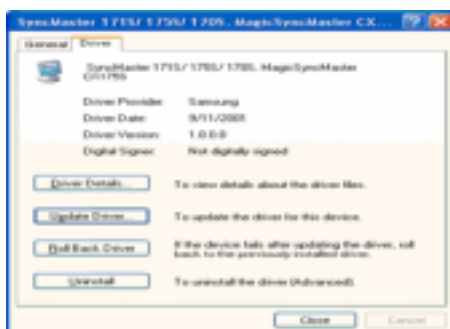 SyncMaster 171S/ 175S/ 170S, MagicSyncMaster CX...
General
Driver
SyncMaster 171S/ 175S/ 170S, MagicSyncMaster
Driver Provider: Samsung
Driver Date: 9/11/2001
Driver Version: 1.0.0.0
Digital Signer: Not digitally signed
Driver Details... To view details about the driver files.
Update Driver... To update the driver for this device.
Roll Back Driver If the device fails after updating the driver, roll
back to the previously installed driver.
Uninstall To uninstall the driver (Advanced).
Close
Cancel